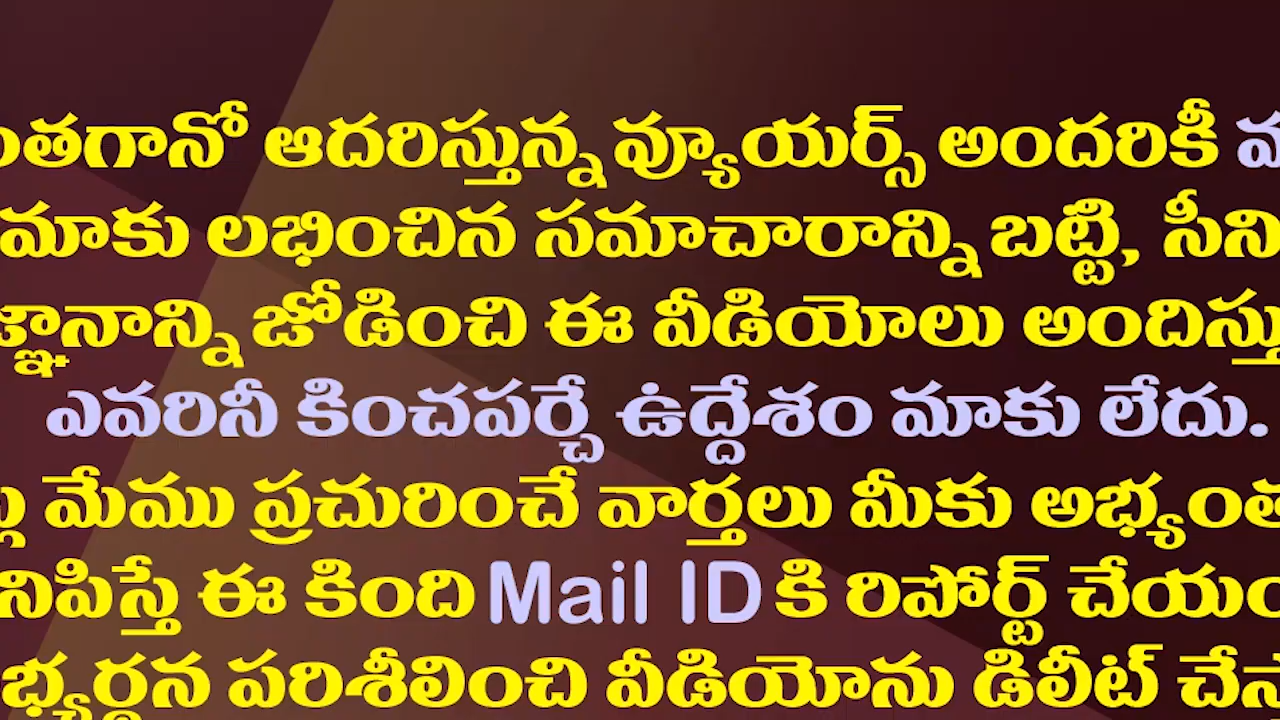 ఆదరిస్తున్న వ్యూయర్స్ అందరికీ
మాకు లభించిన సమాచారాన్ని బట్టి,
జోడించి ఈ వీడియోలు
ఎవరినీ కించపర్చే ఉద్దేశం మాకు లేదు.
మేము ప్రచురించే వార్తలు మీకు
ఈ కింది Mail ID కి రిపోర్ట్
పరిశీలించి వీడియోను డిలీట్